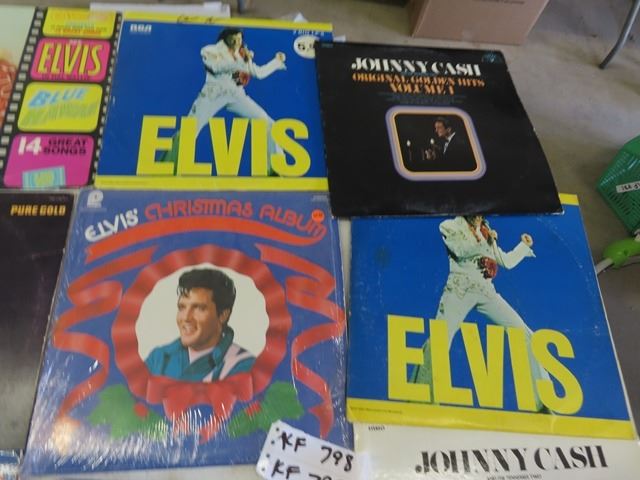 ELVIS
BLUE
HAWAII
14 GREAT
SONGS
RCA
ELVIS
JOHNNY CASH
ORIGINAL GOLDEN HITS
VOLUME I
PURE GOLD
ELVIS' CHRISTMAS ALBUM
ELVIS
KF 798
KF
JOHNNY CASH